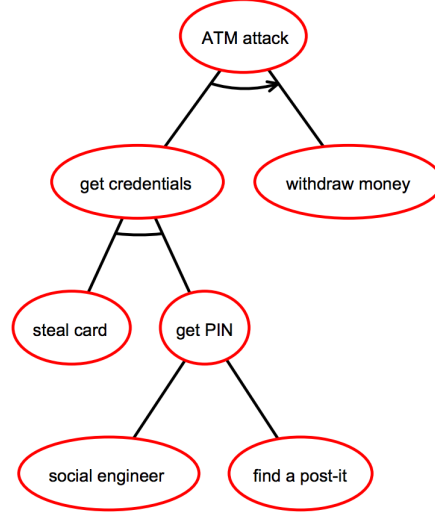 ATM attack
get credentials
withdraw money
steal card
get PIN
social engineer
find a post-it